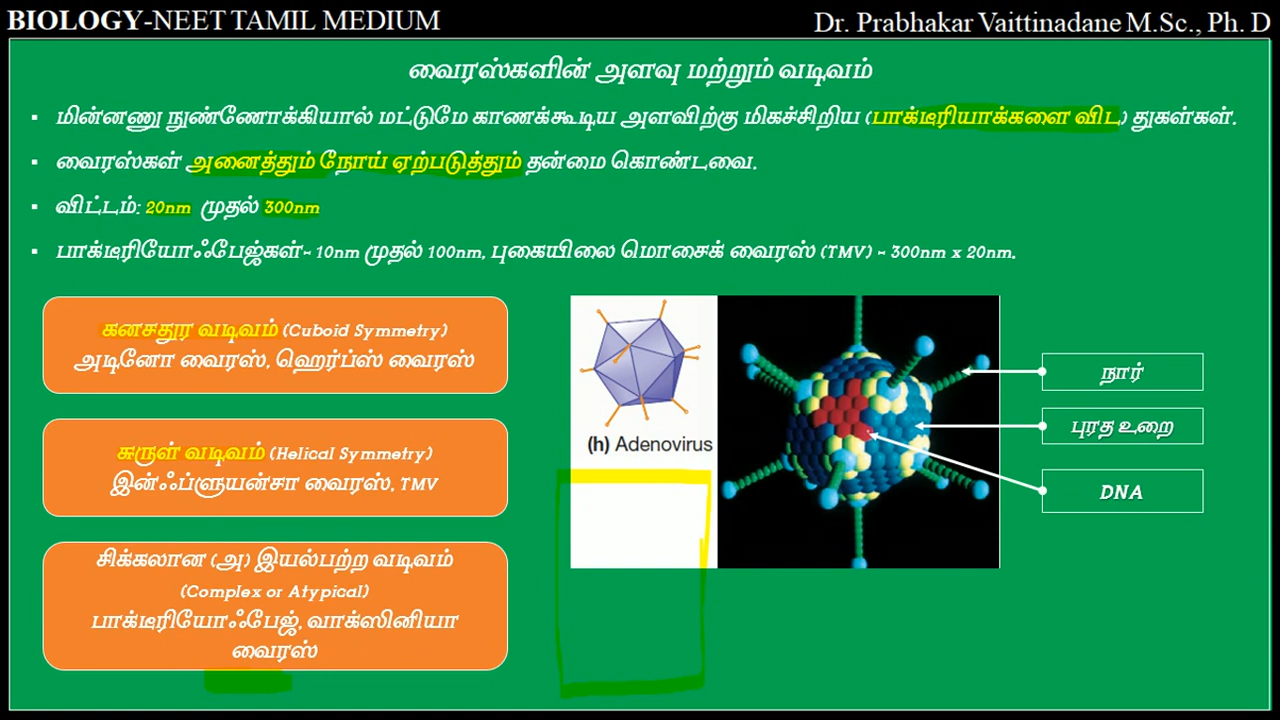 BIOLOGY-NEET TAMIL MEDIUM
Dr. Prabhakar Vaittinadane M.Sc., Ph. D
வைரஸ்களின் அளவு மற்றும் வடிவம்
▪ மின்னணு நுண்ணோக்கியால் மட்டுமே காணக்கூடிய அளவிற்கு மிகச்சிறிய (பாக்டீரியாக்களை விட) துகள்கள்.
▪ வைரஸ்கள் அனைத்தும் நோய் ஏற்படுத்தும் தன்மை கொண்டவை.
▪ விட்டம்: 20nm முதல் 300nm
▪ பாக்டீரியோஃபேஜ்கள்- 10nm முதல் 100nm, புகையிலை மொசைக் வைரஸ் (TMV) - 300nm x 20nm.
கனசதுர வடிவம் (Cuboid Symmetry)
அடினோ வைரஸ், ஹெர்ப்ஸ் வைரஸ்
சுருள் வடிவம் (Helical Symmetry)
இன்ஃப்ளுயன்சா வைரஸ், TMV
சிக்கலான (அ) இயல்பற்ற வடிவம்
(Complex or Atypical)
பாக்டீரியோஃபேஜ், வாக்ஸினியா
வைரஸ்
(h) Adenovirus
நார்
புரத உறை
DNA